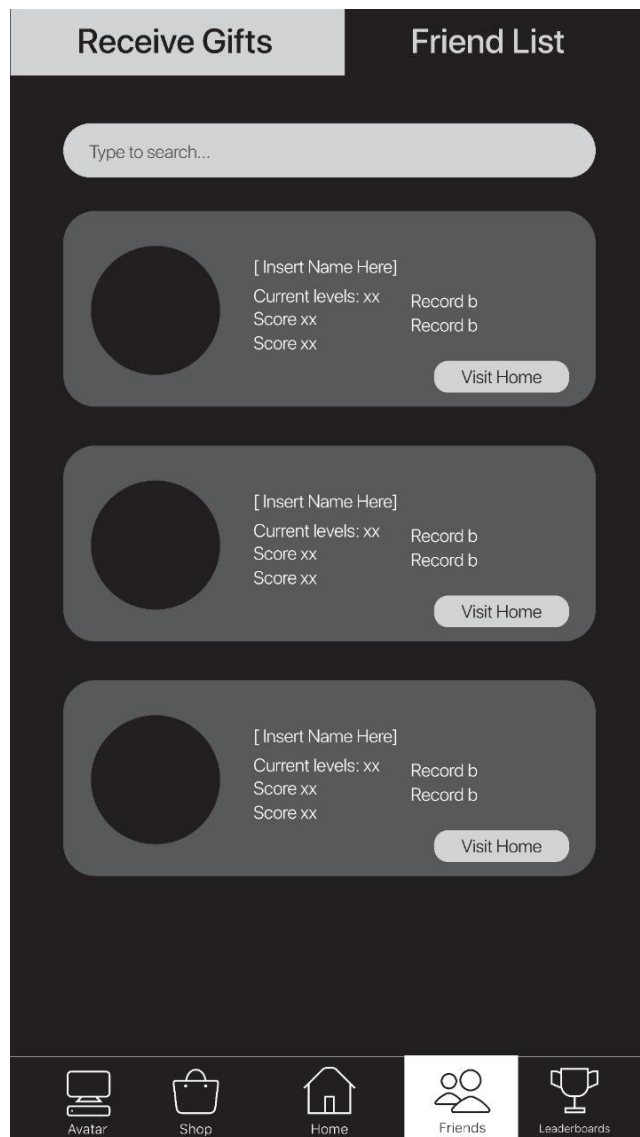 Receive Gifts
Friend List
Type to search...
[ Insert Name Here]
Current levels: xx
Score xx
Score xx
Record b
Record b
Visit Home
[ Insert Name Here]
Current levels: xx
Score xx
Score xx
Record b
Record b
Visit Home
[ Insert Name Here]
Current levels: xx
Score xx
Score xx
Record b
Record b
Visit Home
Avatar
Shop
Home
Friends
Leaderboards